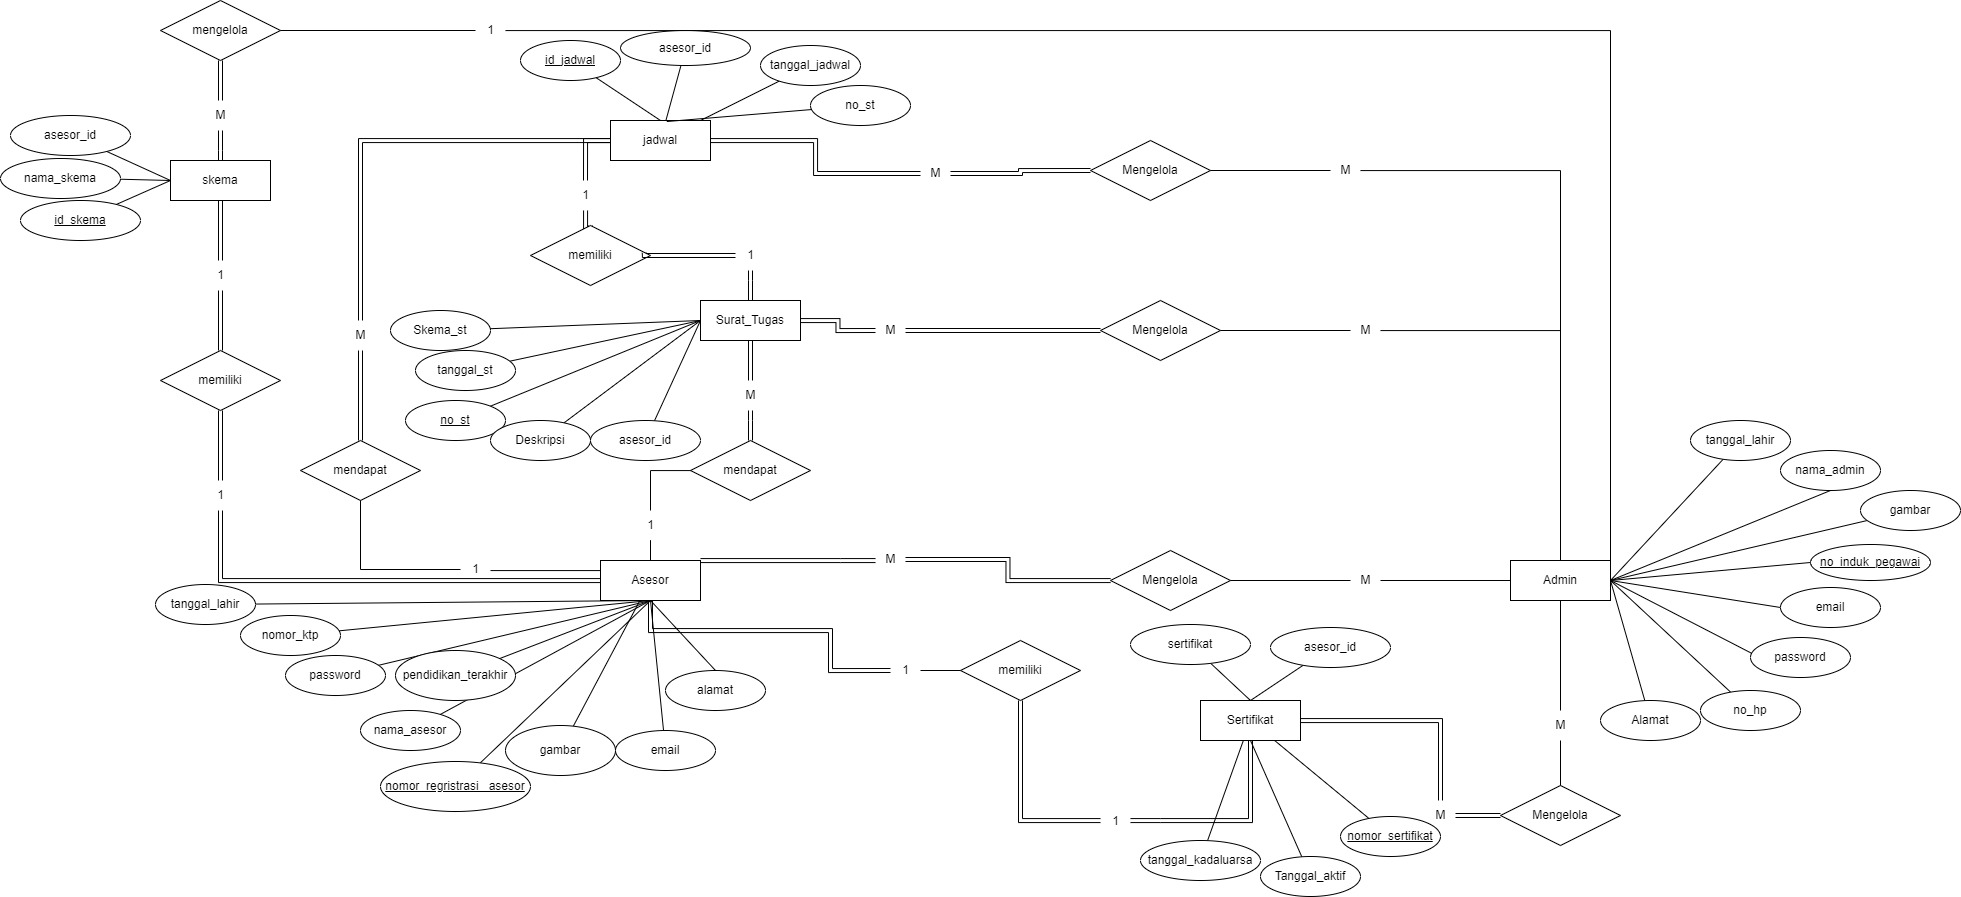 mengelola
1
id_jadwal
asesor_id
tanggal_jadwal
no_st
M
asesor_id
nama_skema
id_skema
skema
jadwal
M
Mengelola
M
1
memiliki
1
1
Skema_st
tanggal_st
no_st
Deskripsi
asesor_id
Surat_Tugas
M
Mengelola
M
M
memiliki
M
mendapat
mendapat
1
1
1
tanggal_lahir
nama_admin
gambar
no_induk_pegawai
email
password
no_hp
Alamat
Asesor
M
Mengelola
M
Admin
tanggal_lahir
nomor_ktp
password
pendidikan_terakhir
nama_asesor
nomor_regristrasi_ asesor
gambar
email
alamat
1
memiliki
sertifikat
asesor_id
Sertifikat
M
1
M
Mengelola
nomor_sertifikat
tanggal_kadaluarsa
Tanggal_aktif